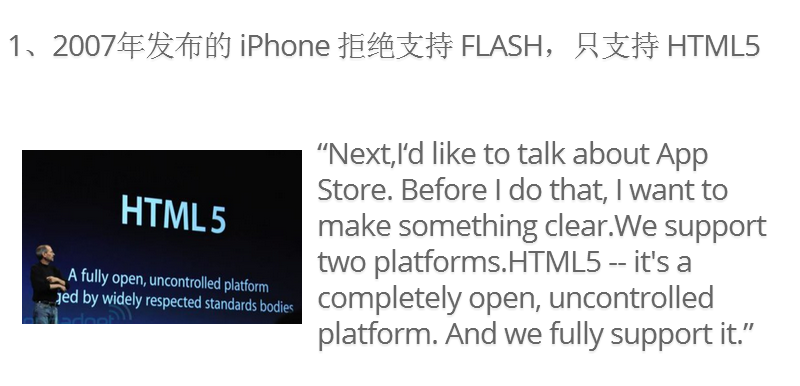 1、2007年发布的 iPhone 拒绝支持 FLASH，只支持 HTML5
HTML 5
A fully open, uncontrolled platform
ged by widely respected standards bodies
“Next,I‘d like to talk about App
Store. Before I do that, I want to
make something clear.We support
two platforms.HTML5 -- it's a
completely open, uncontrolled
platform. And we fully support it.”